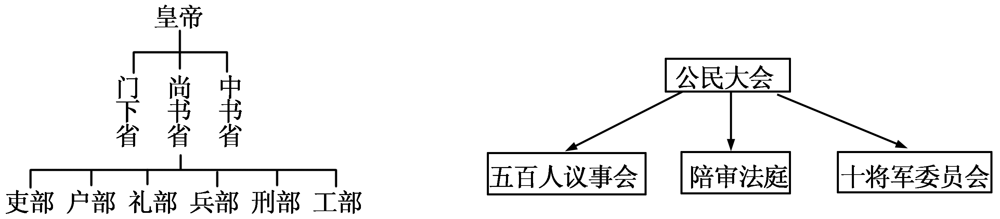 皇帝
门下省
尚书省
中书省
吏部
户部
礼部
兵部
刑部
工部
公民大会
五百人议事会
陪审法庭
十将军委员会